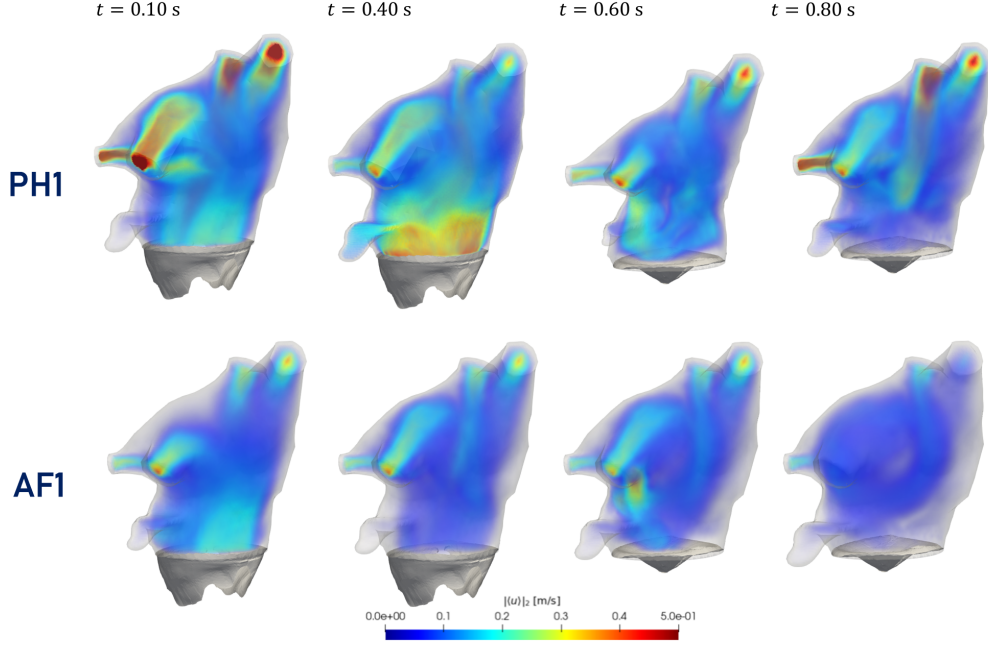 t = 0.10 s
t = 0.40 s
t = 0.60 s
t = 0.80 s
PH1
AF1
|⟨u⟩|₂ [m/s]
0.0e+00 0.1 0.2 0.3 0.4 5.0e-01